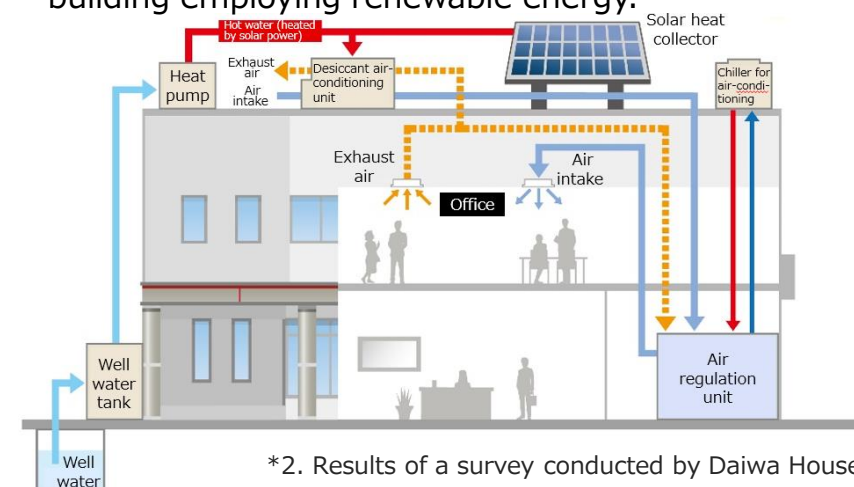 building employing renewable energy.
Solar heat
collector
Hot water (heated
by solar power)
Heat
pump
Exhaust
air
Air
intake
Desiccant air-
conditioning
unit
Chiller for
air-condi-
tioning
Exhaust
air
Air
intake
Office
Well
water
tank
Air
regulation
unit
Well
water
*2. Results of a survey conducted by Daiwa House